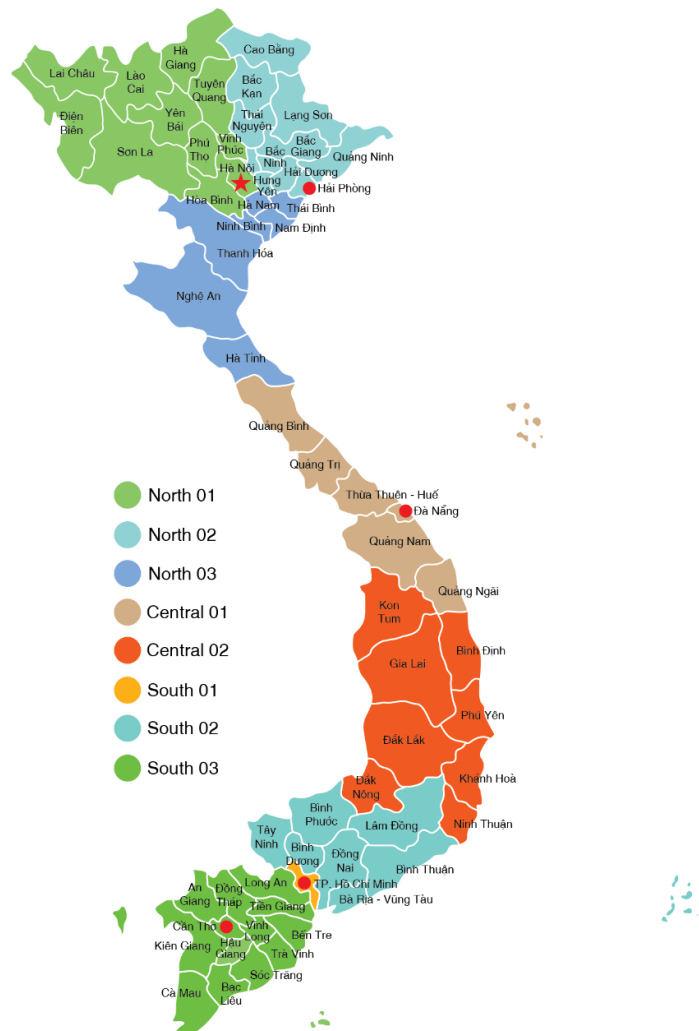 Cao Bằng
Hà
Giang
Lai Châu
Lào
Cai
Tuyên
Quang
Bắc
Kạn
Điện
Biên
Yên
Bái
Thái
Nguyên
Lạng Sơn
Sơn La
Phú
Thọ
Vĩnh
Phúc
Bắc
Giang
Bắc
Ninh
Quảng Ninh
Hà Nội
Hải Dương
Hưng
Yên
Hải Phòng
Hòa Bình
Hà Nam
Thái Bình
Ninh Bình
Nam Định
Thanh Hóa
Nghệ An
Hà Tĩnh
Quảng Bình
Quảng Trị
Thừa Thuên - Huế
Đà Nẵng
Quảng Nam
Quảng Ngãi
North 01
North 02
North 03
Central 01
Central 02
South 01
South 02
South 03
Kon
Tum
Gia Lai
Bình Định
Phú Yên
Đắk Lắk
Khánh Hoà
Đắk
Nông
Ninh Thuận
Bình
Phước
Lâm Đồng
Tây
Ninh
Bình
Dương
Đồng
Nai
Bình Thuận
TP. Hồ Chí Minh
Bà Rịa - Vũng Tàu
Long An
An
Giang
Đồng
Tháp
Tiền Giang
Cần Thơ
Vĩnh
Long
Bến Tre
Kiên Giang
Hậu
Giang
Trà Vinh
Sóc Trăng
Cà Mau
Bạc
Liêu